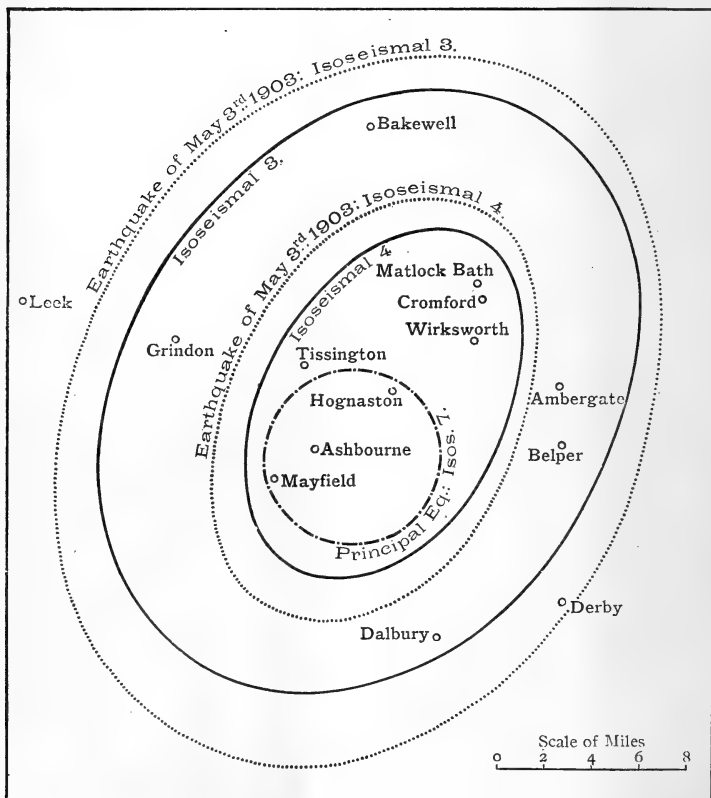 Earthquake of May 3rd 1903: Isoseismal 3.
Isoseismal 3.
Bakewell
Earthquake of May 3rd 1903: Isoseismal 4.
Isoseismal 4
Matlock Bath
Leek
Cromford
Wirksworth
Grindon
Tissington
Hognaston
Ambergate
Ashbourne
Belper
Mayfield
Principal Eq.: Isos. 7.
Derby
Dalbury
Scale of Miles
0 2 4 6 8